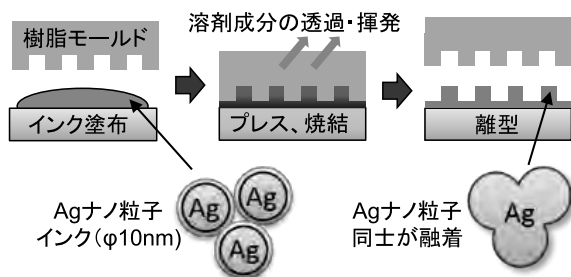 溶剤成分の透過・揮発
樹脂モールド
インク塗布
プレス、焼結
離型
Agナノ粒子
インク(φ10nm)
Ag
Ag
Ag
Agナノ粒子
同士が融着
Ag